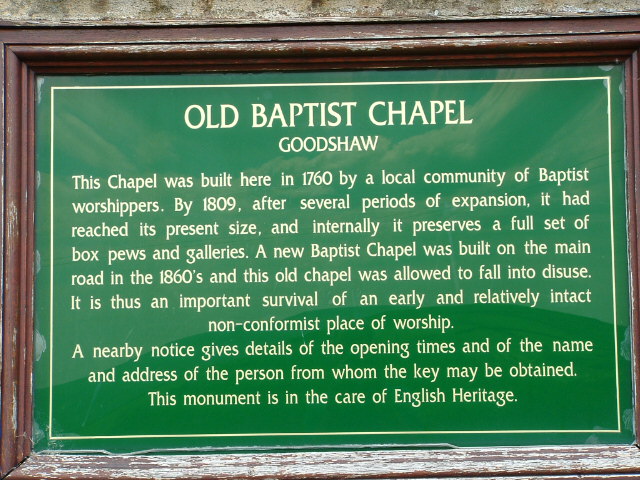 OLD BAPTIST CHAPEL
GOODSHAW
This Chapel was built here in 1760 by a local community of Baptist
worshippers. By 1809, after several periods of expansion, it had
reached its present size, and internally it preserves a full set of
box pews and galleries. A new Baptist Chapel was built on the main
road in the 1860's and this old chapel was allowed to fall into disuse.
It is thus an important survival of an early and relatively intact
non-conformist place of worship.
A nearby notice gives details of the opening times and of the name
and address of the person from whom the key may be obtained.
This monument is in the care of English Heritage.